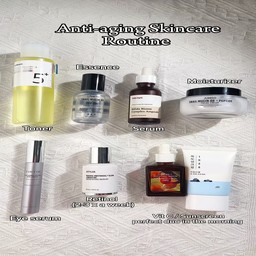 Anti-aging Skincare
Routine
Essence
Moisturizer
5
Toner
Serum
Eye serum
Retinol
(2-3 x a week)
Vit C / Sunscreen
perfect duo in the morning